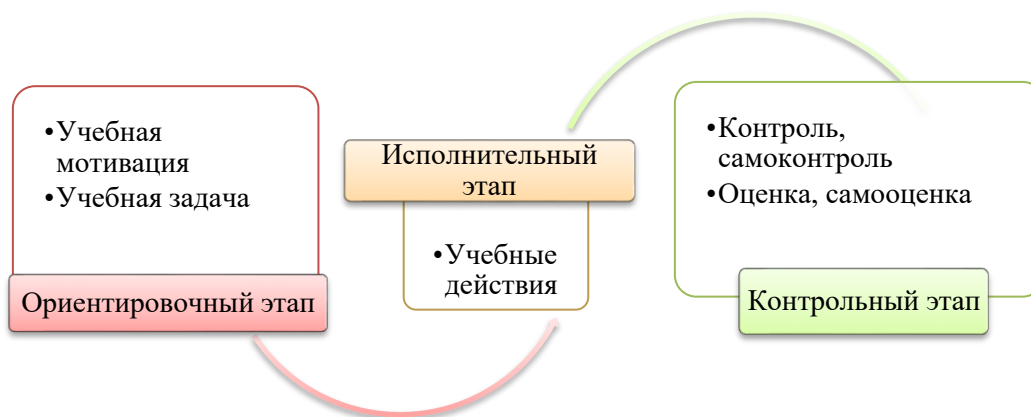 •Учебная
мотивация
•Учебная задача
Ориентировочный этап
Исполнительный
этап
•Учебные
действия
•Контроль,
самоконтроль
•Оценка, самооценка
Контрольный этап